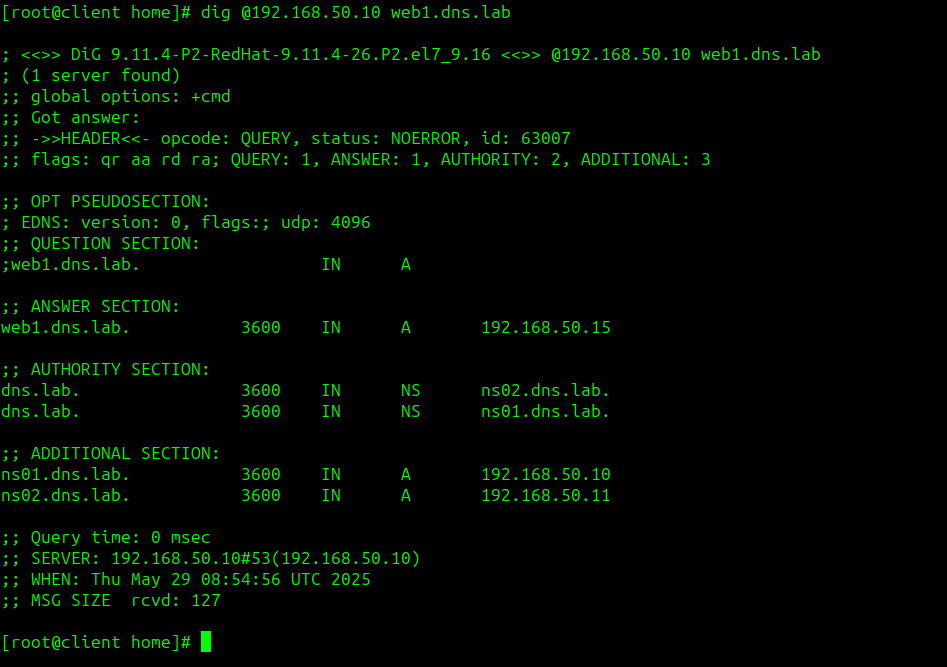 [root@client home]# dig @192.168.50.10 web1.dns.lab
; <<>> DiG 9.11.4-P2-RedHat-9.11.4-26.P2.el7_9.16 <<>> @192.168.50.10 web1.dns.lab
; (1 server found)
;; global options: +cmd
;; Got answer:
;; ->>HEADER<<- opcode: QUERY, status: NOERROR, id: 63007
;; flags: qr aa rd ra; QUERY: 1, ANSWER: 1, AUTHORITY: 2, ADDITIONAL: 3
;; OPT PSEUDOSECTION:
; EDNS: version: 0, flags:; udp: 4096
;; QUESTION SECTION:
;web1.dns.lab. IN A
;; ANSWER SECTION:
web1.dns.lab. 3600 IN A 192.168.50.15
;; AUTHORITY SECTION:
dns.lab. 3600 IN NS ns02.dns.lab.
dns.lab. 3600 IN NS ns01.dns.lab.
;; ADDITIONAL SECTION:
ns01.dns.lab. 3600 IN A 192.168.50.10
ns02.dns.lab. 3600 IN A 192.168.50.11
;; Query time: 0 msec
;; SERVER: 192.168.50.10#53(192.168.50.10)
;; WHEN: Thu May 29 08:54:56 UTC 2025
;; MSG SIZE  rcvd: 127
[root@client home]#